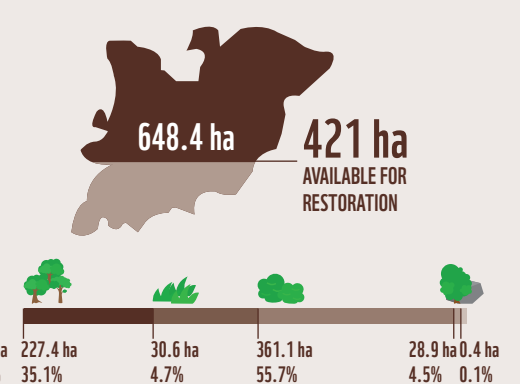 648.4 ha
421 ha
AVAILABLE FOR
RESTORATION
a 227.4 ha 30.6 ha 361.1 ha 28.9 ha 0.4 ha
% 35.1% 4.7% 55.7% 4.5% 0.1%